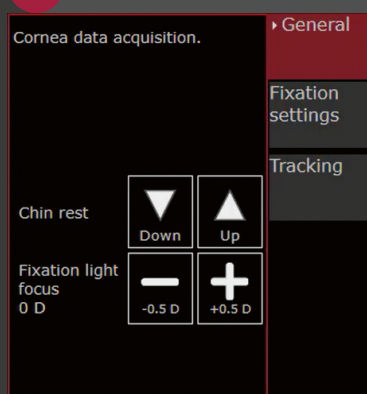 Cornea data acquisition.
General
Fixation
settings
Tracking
Chin rest
Down
Up
Fixation light
focus
0 D
-0.5 D
+0.5 D